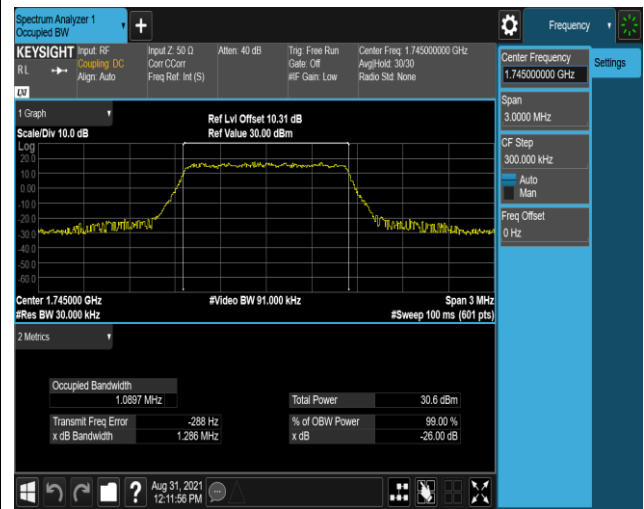 Spectrum Analyzer 1
Occupied BW
+
Frequency
KEYSIGHT
RL
LXI
Input: RF
Coupling: DC
Align: Auto
Input Z: 50 Ω
Corr CCorr
Freq Ref: Int (S)
Atten: 40 dB
Trig: Free Run
Gate: Off
#IF Gain: Low
Center Freq: 1.745000000 GHz
Avg|Hold: 30/30
Radio Std: None
Center Frequency
1.745000000 GHz
Settings
Span
3.0000 MHz
CF Step
300.000 kHz
Auto
Man
Freq Offset
0 Hz
1 Graph
Scale/Div 10.0 dB
Ref Lvl Offset 10.31 dB
Ref Value 30.00 dBm
Log
20.0
10.0
0.00
-10.0
-20.0
-30.0
-40.0
-50.0
-60.0
Center 1.745000 GHz
#Res BW 30.000 kHz
#Video BW 91.000 kHz
Span 3 MHz
#Sweep 100 ms (601 pts)
2 Metrics
Occupied Bandwidth
1.0897 MHz
Transmit Freq Error -288 Hz
x dB Bandwidth 1.286 MHz
Total Power 30.6 dBm
% of OBW Power 99.00 %
x dB -26.00 dB
?
Aug 31, 2021
12:11:56 PM